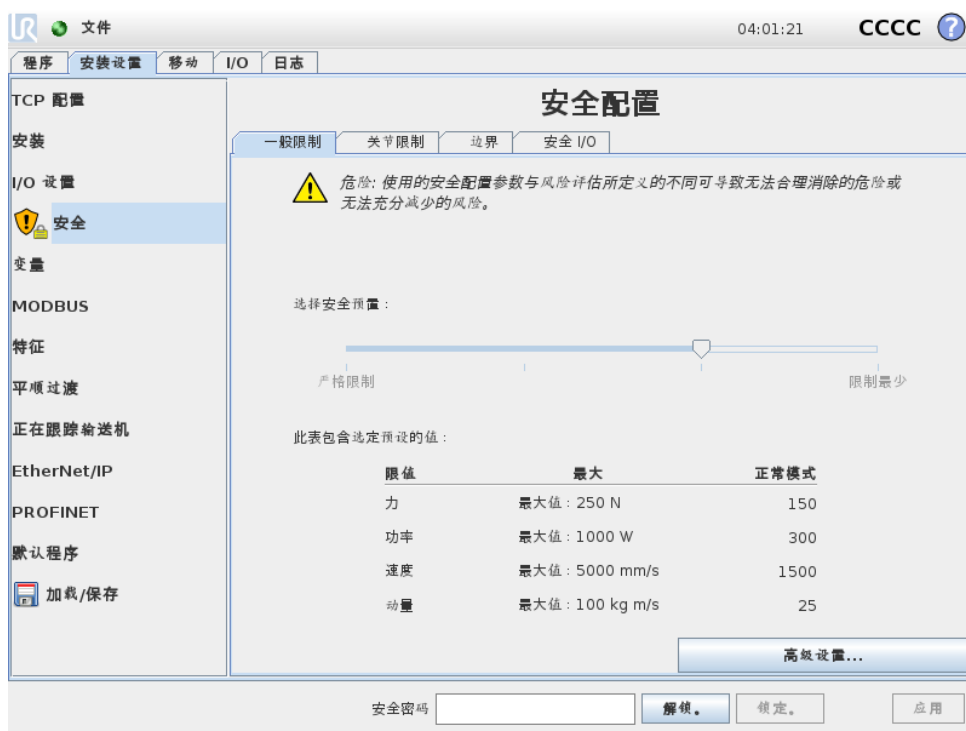 UR 文件 04:01:21 CCCC ?
程序 安装设置 移动 I/O 日志
TCP 配置
安全配置
安装
一般限制 关节限制 边界 安全 I/O
I/O 设置
危险: 使用的安全配置参数与风险评估所定义的不同可导致无法合理消除的危险或
无法充分减少的风险。
安全
变量
MODBUS
选择安全预置：
特征
平顺过渡
严格限制 限制最少
正在跟踪输送机
此表包含选定预设的值：
EtherNet/IP
限值 最大 正常模式
PROFINET
力 最大值：250 N 150
默认程序
功率 最大值：1000 W 300
速度 最大值：5000 mm/s 1500
加载/保存
动量 最大值：100 kg m/s 25
高级设置...
安全密码 解锁。 锁定。 应用